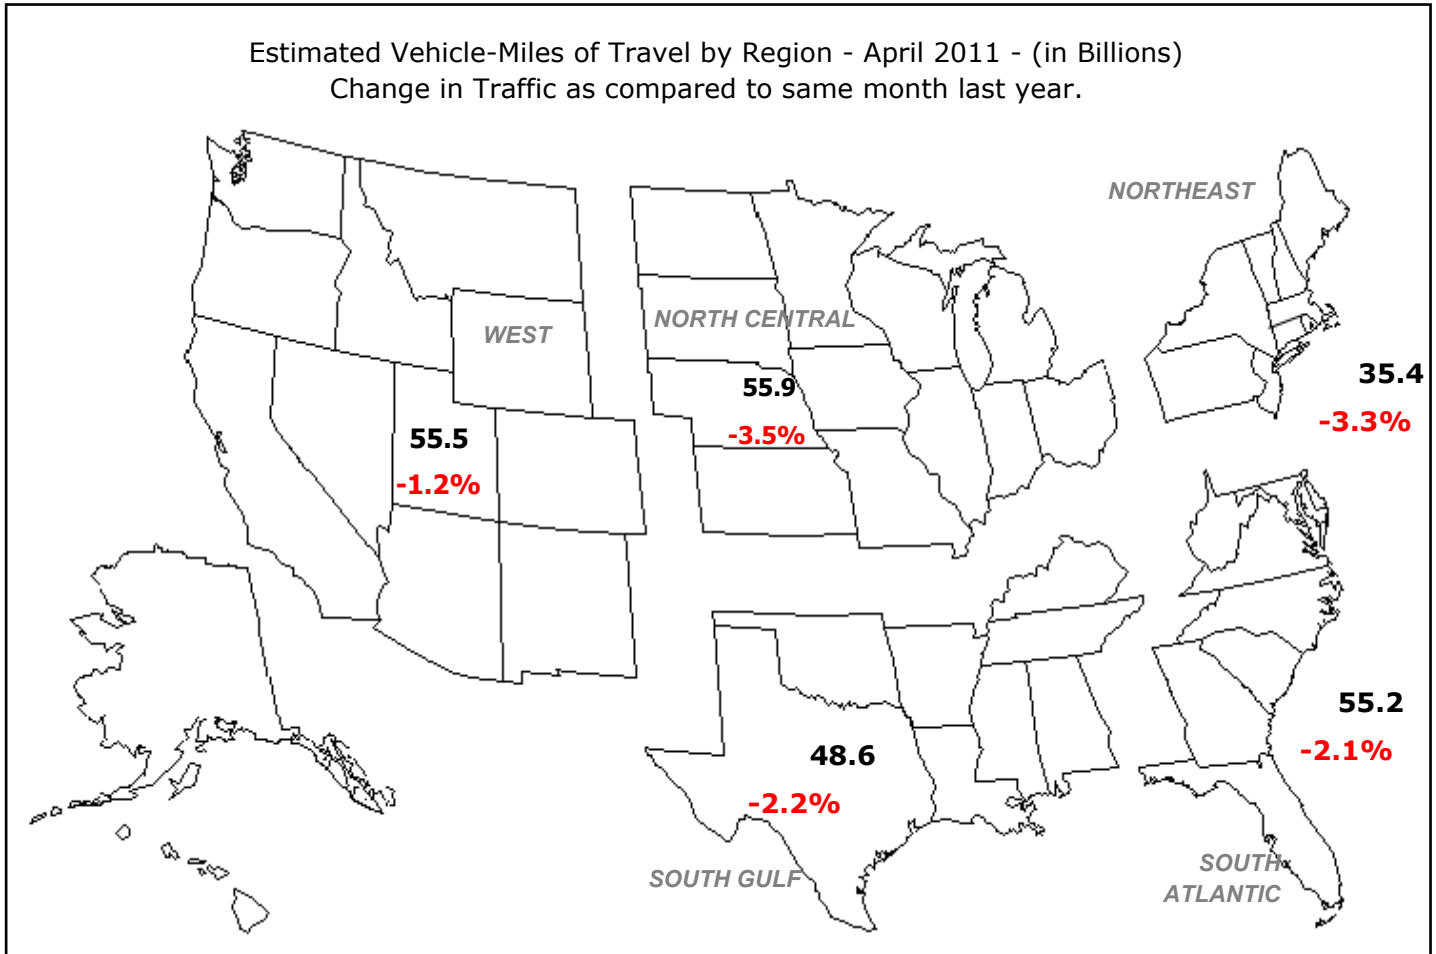 Estimated Vehicle-Miles of Travel by Region - April 2011 - (in Billions)
Change in Traffic as compared to same month last year.
NORTHEAST
35.4
-3.3%
WEST
55.5
-1.2%
NORTH CENTRAL
55.9
-3.5%
48.6
-2.2%
SOUTH GULF
55.2
-2.1%
SOUTH
ATLANTIC